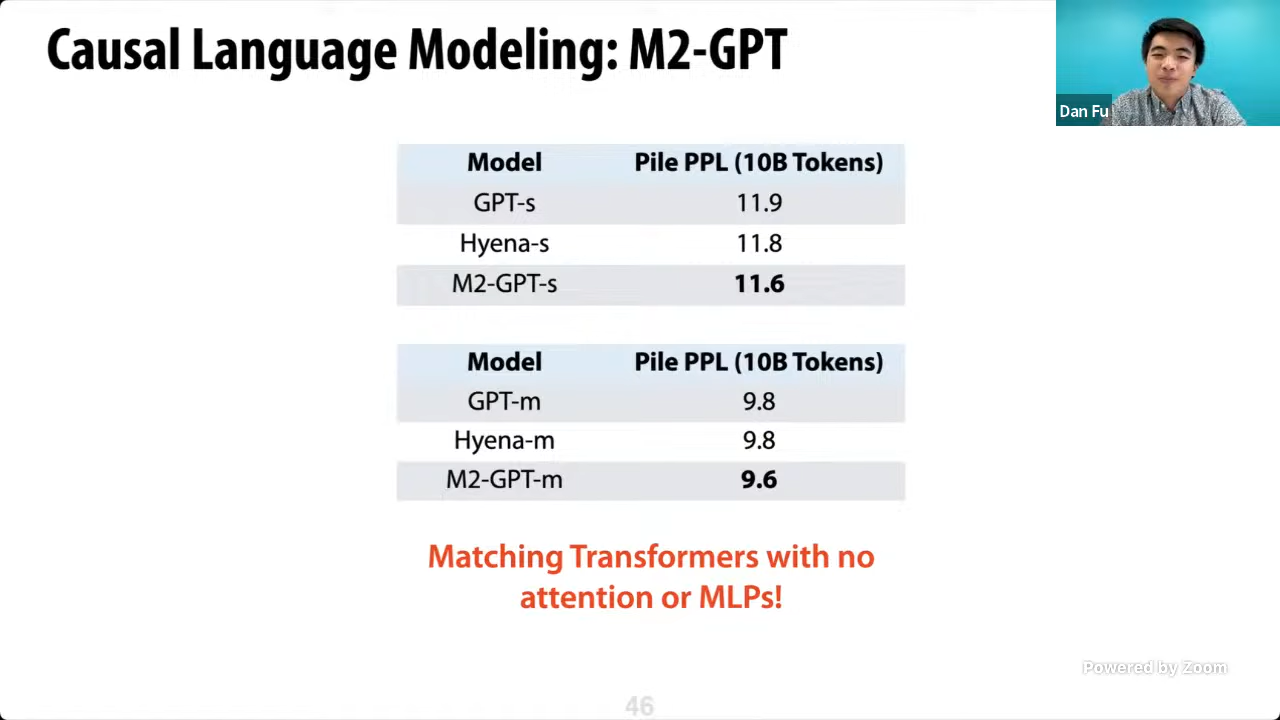 Causal Language Modeling: M2-GPT
Dan Fu
Model Pile PPL (10B Tokens)
GPT-s 11.9
Hyena-s 11.8
M2-GPT-s 11.6
Model Pile PPL (10B Tokens)
GPT-m 9.8
Hyena-m 9.8
M2-GPT-m 9.6
Matching Transformers with no
attention or MLPs!
Powered by Zoom
46